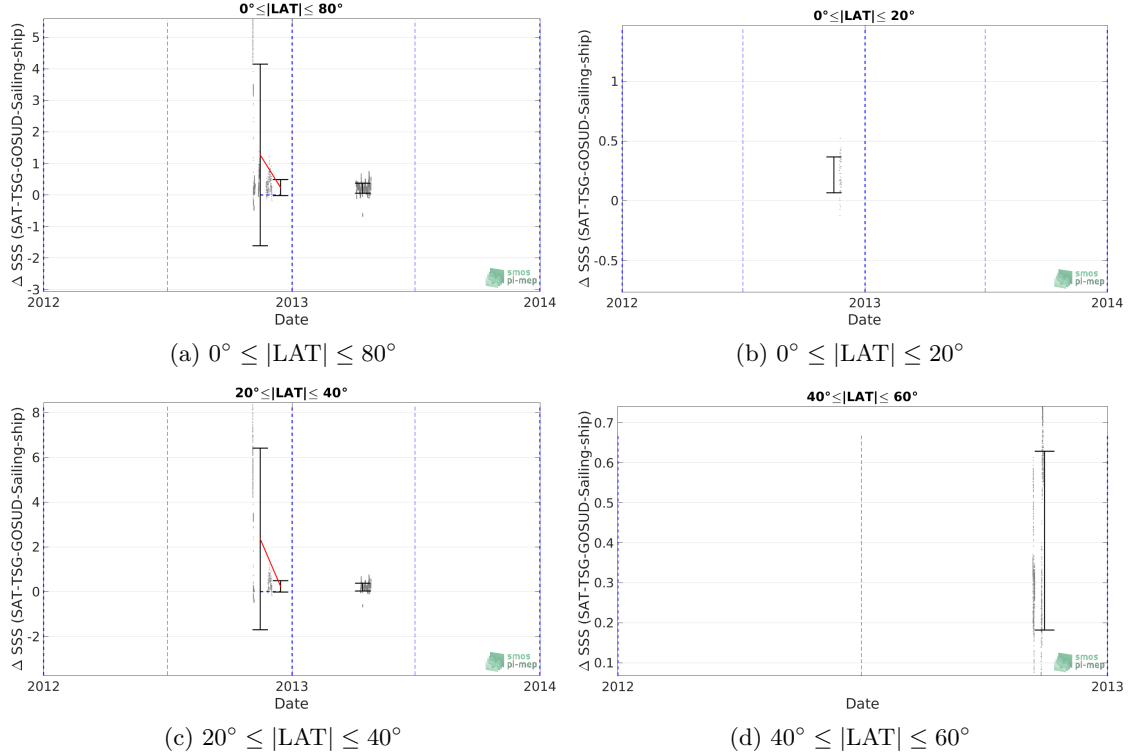 0°≤|LAT|≤ 80°
Δ SSS (SAT-TSG-GOSUD-Sailing-ship)
5
4
3
2
1
0
-1
-2
-3
2012
2013
2014
Date
smos
pi-mep
(a) 0° ≤ |LAT| ≤ 80°
0°≤|LAT|≤ 20°
Δ SSS (SAT-TSG-GOSUD-Sailing-ship)
1
0.5
0
-0.5
2012
2013
2014
Date
smos
pi-mep
(b) 0° ≤ |LAT| ≤ 20°
20°≤|LAT|≤ 40°
Δ SSS (SAT-TSG-GOSUD-Sailing-ship)
8
6
4
2
0
-2
2012
2013
2014
Date
smos
pi-mep
(c) 20° ≤ |LAT| ≤ 40°
40°≤|LAT|≤ 60°
Δ SSS (SAT-TSG-GOSUD-Sailing-ship)
0.7
0.6
0.5
0.4
0.3
0.2
0.1
2012
2013
Date
smos
pi-mep
(d) 40° ≤ |LAT| ≤ 60°